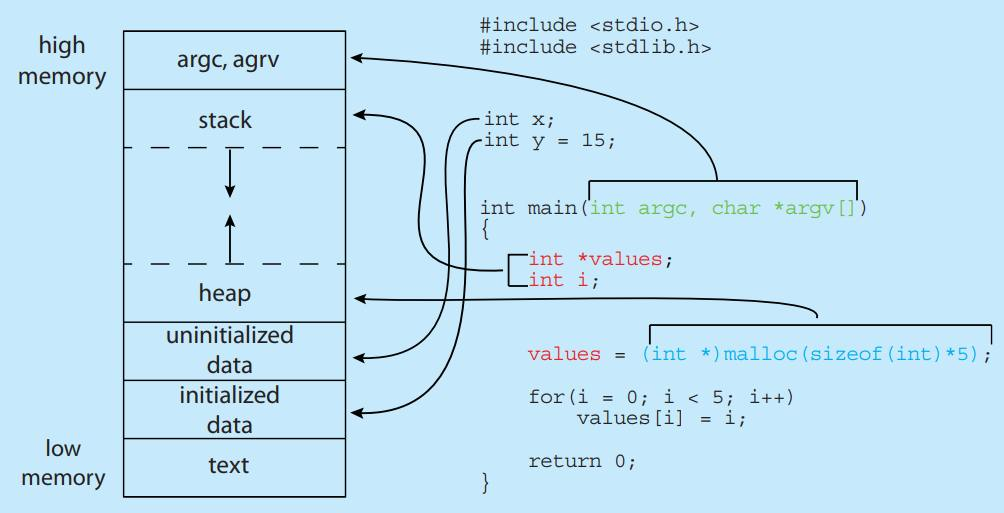 high
memory
argc, agrv
stack
heap
uninitialized
data
initialized
data
text
low
memory
#include <stdio.h>
#include <stdlib.h>
int x;
int y = 15;
int main(int argc, char *argv[])
{
int *values;
int i;
values = (int *)malloc(sizeof(int)*5);
for(i = 0; i < 5; i++)
values[i] = i;
return 0;
}